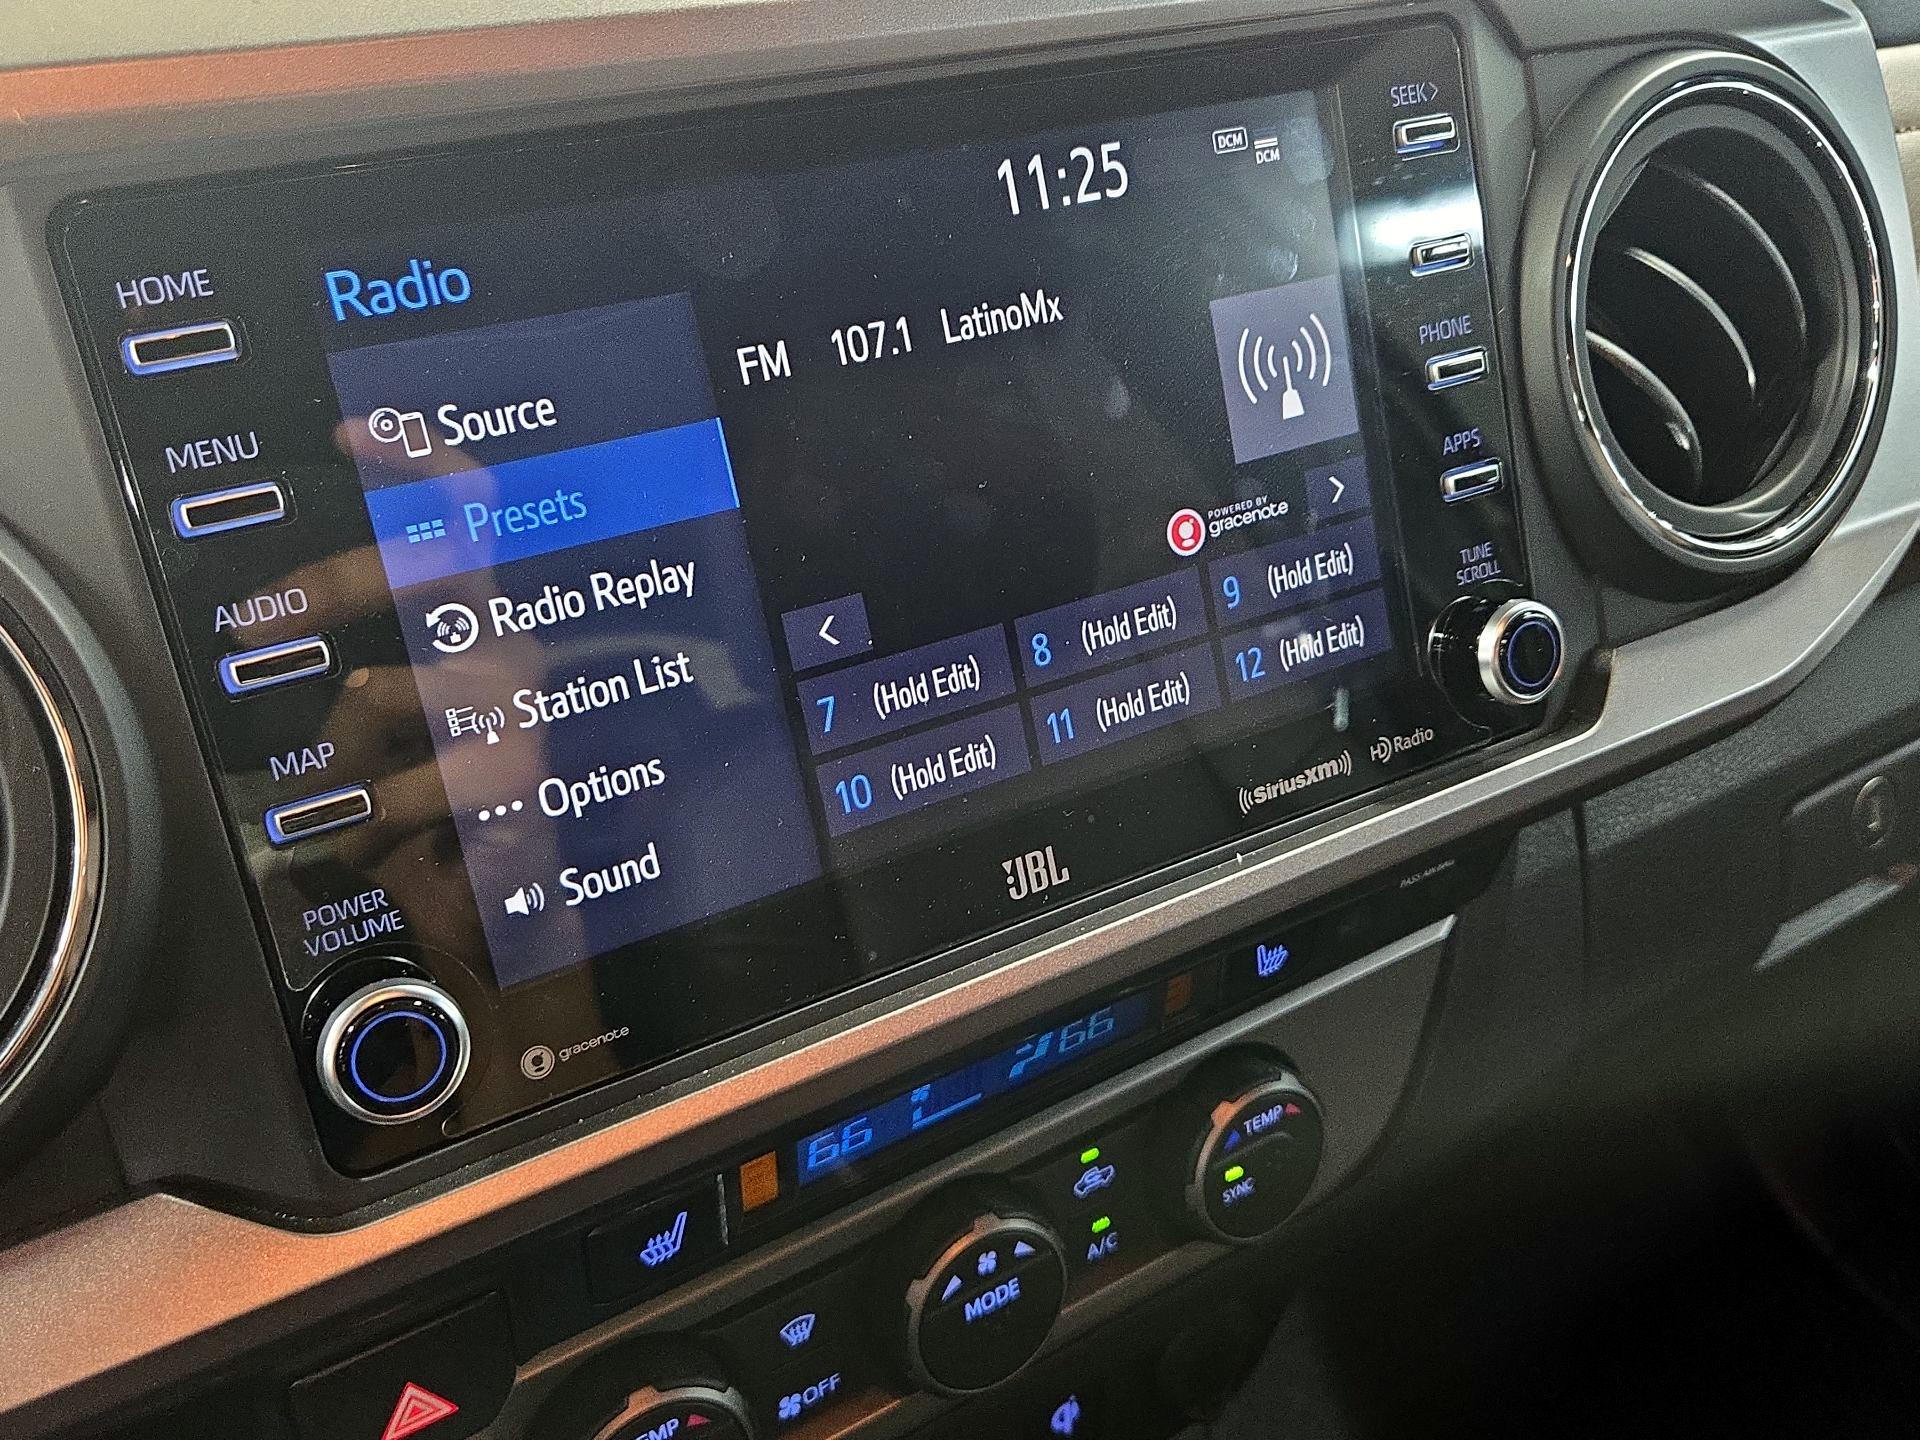 SEEK >
11:25
DCM
DCM
HOME
Radio
FM 107.1 LatinoMx
PHONE
Source
MENU
APPS
Presets
POWERED BY
gracenote
TUNE
SCROLL
Radio Replay
AUDIO
<
>
7 (Hold Edit)
8 (Hold Edit)
9 (Hold Edit)
Station List
10 (Hold Edit)
11 (Hold Edit)
12 (Hold Edit)
MAP
Options
SiriusXM
HD Radio
Sound
JBL
POWER
VOLUME
gracenote
66
66
TEMP
SYNC
A/C
MODE
OFF
TEMP